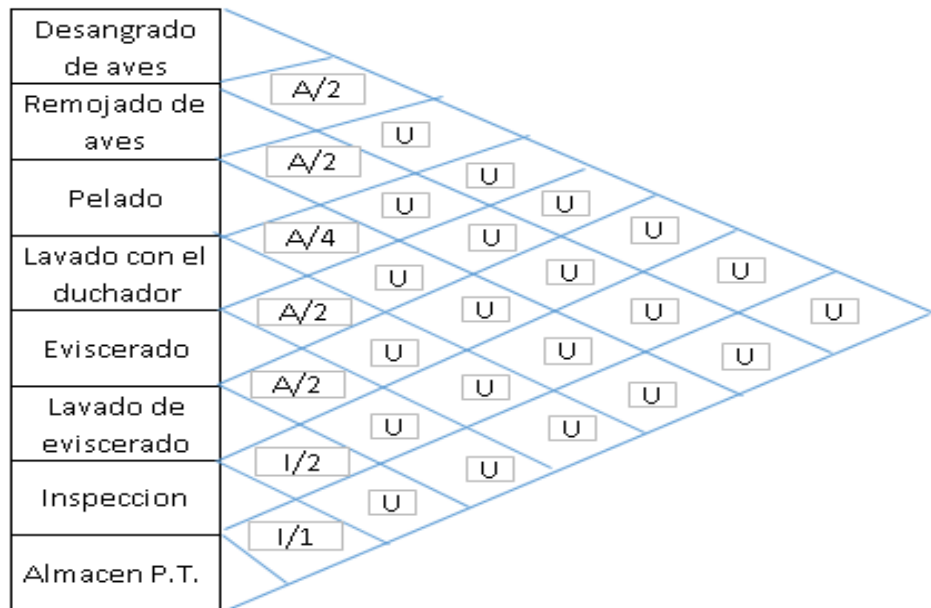 Desangrado
de aves
A/2
Remojado de
aves
U
A/2
U
Pelado
U
U
U
A/4
U
U
Lavado con el
duchador
U
U
U
A/2
U
U
U
Eviscerado
U
U
U
A/2
U
U
Lavado de
eviscerado
U
U
I/2
U
Inspeccion
U
I/1
Almacen P.T.